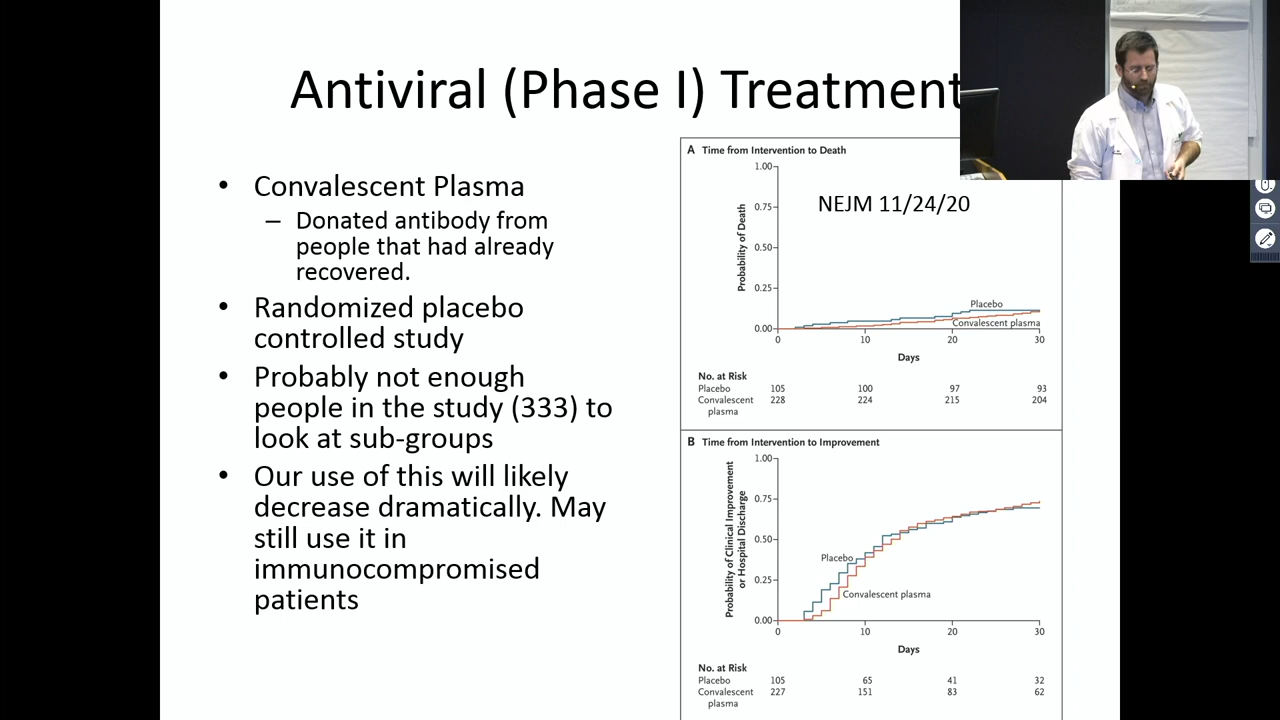 Antiviral (Phase I) Treatment
• Convalescent Plasma
– Donated antibody from
people that had already
recovered.
• Randomized placebo
controlled study
• Probably not enough
people in the study (333) to
look at sub-groups
• Our use of this will likely
decrease dramatically. May
still use it in
immunocompromised
patients
A Time from Intervention to Death
NEJM 11/24/20
Probability of Death
1.00
0.75
0.50
0.25
0.00
Placebo
Convalescent plasma
0 10 20 30
Days
No. at Risk
Placebo 105 100 97 93
Convalescent 228 224 215 204
plasma
B Time from Intervention to Improvement
Probability of Clinical Improvement
or Hospital Discharge
1.00
0.75
0.50
0.25
0.00
Placebo
Convalescent plasma
0 10 20 30
Days
No. at Risk
Placebo 105 65 41 32
Convalescent 227 151 83 62
plasma